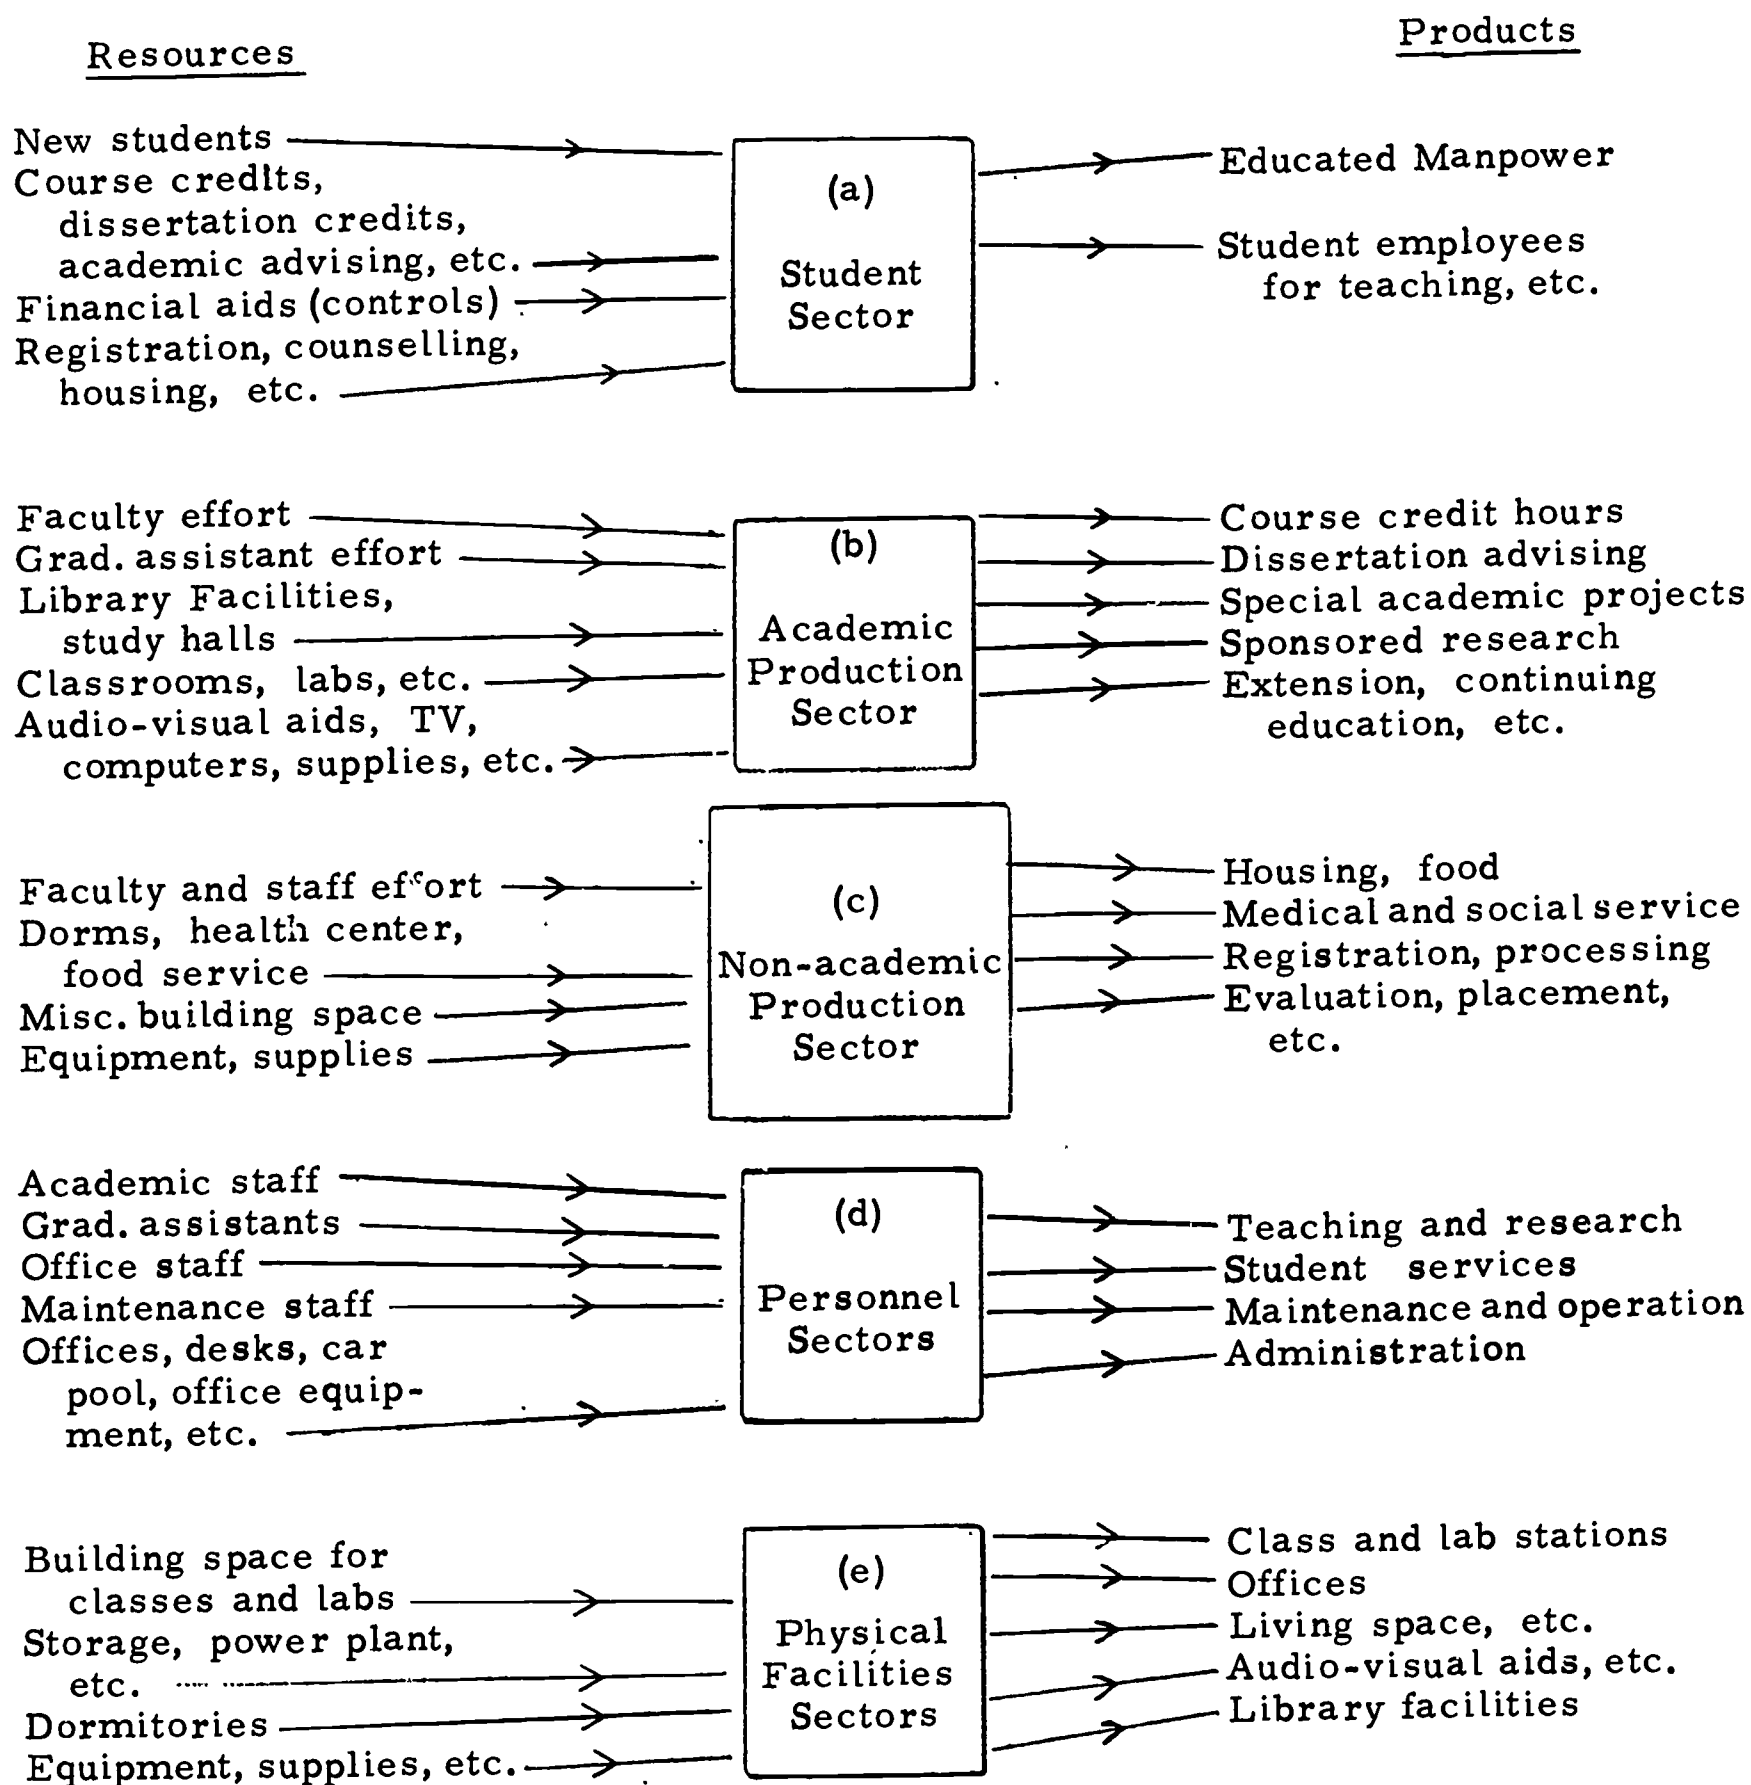 Resources
Products
New students
Course credits,
dissertation credits,
academic advising, etc.
Financial aids (controls)
Registration, counselling,
housing, etc.
(a)
Student
Sector
Educated Manpower
Student employees
for teaching, etc.
Faculty effort
Grad. assistant effort
Library Facilities,
study halls
Classrooms, labs, etc.
Audio-visual aids, TV,
computers, supplies, etc.
(b)
Academic
Production
Sector
Course credit hours
Dissertation advising
Special academic projects
Sponsored research
Extension, continuing
education, etc.
Faculty and staff effort
Dorms, health center,
food service
Misc. building space
Equipment, supplies
(c)
Non-academic
Production
Sector
Housing, food
Medical and social service
Registration, processing
Evaluation, placement,
etc.
Academic staff
Grad. assistants
Office staff
Maintenance staff
Offices, desks, car
pool, office equip-
ment, etc.
(d)
Personnel
Sectors
Teaching and research
Student services
Maintenance and operation
Administration
Building space for
classes and labs
Storage, power plant,
etc.
Dormitories
Equipment, supplies, etc.
(e)
Physical
Facilities
Sectors
Class and lab stations
Offices
Living space, etc.
Audio-visual aids, etc.
Library facilities